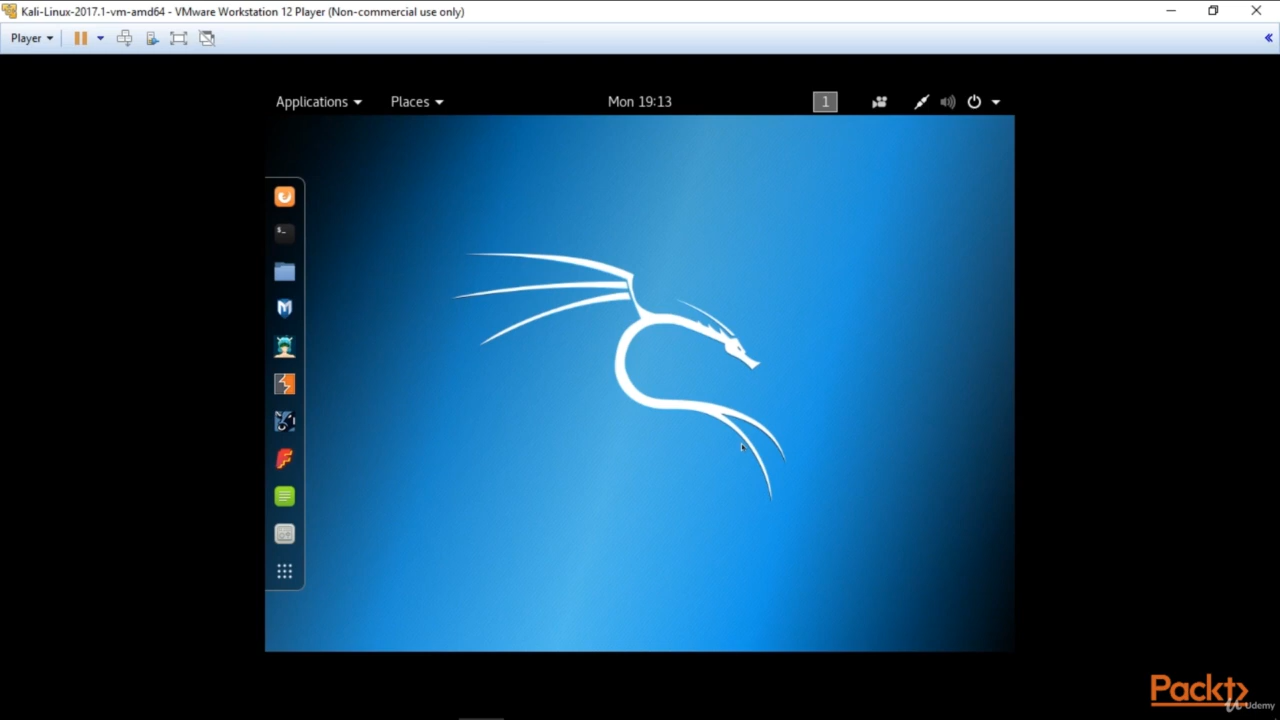 Kali-Linux-2017.1-vm-amd64 - VMware Workstation 12 Player (Non-commercial use only)
Player
Applications Places Mon 19:13 1
$_
Packt
Udemy